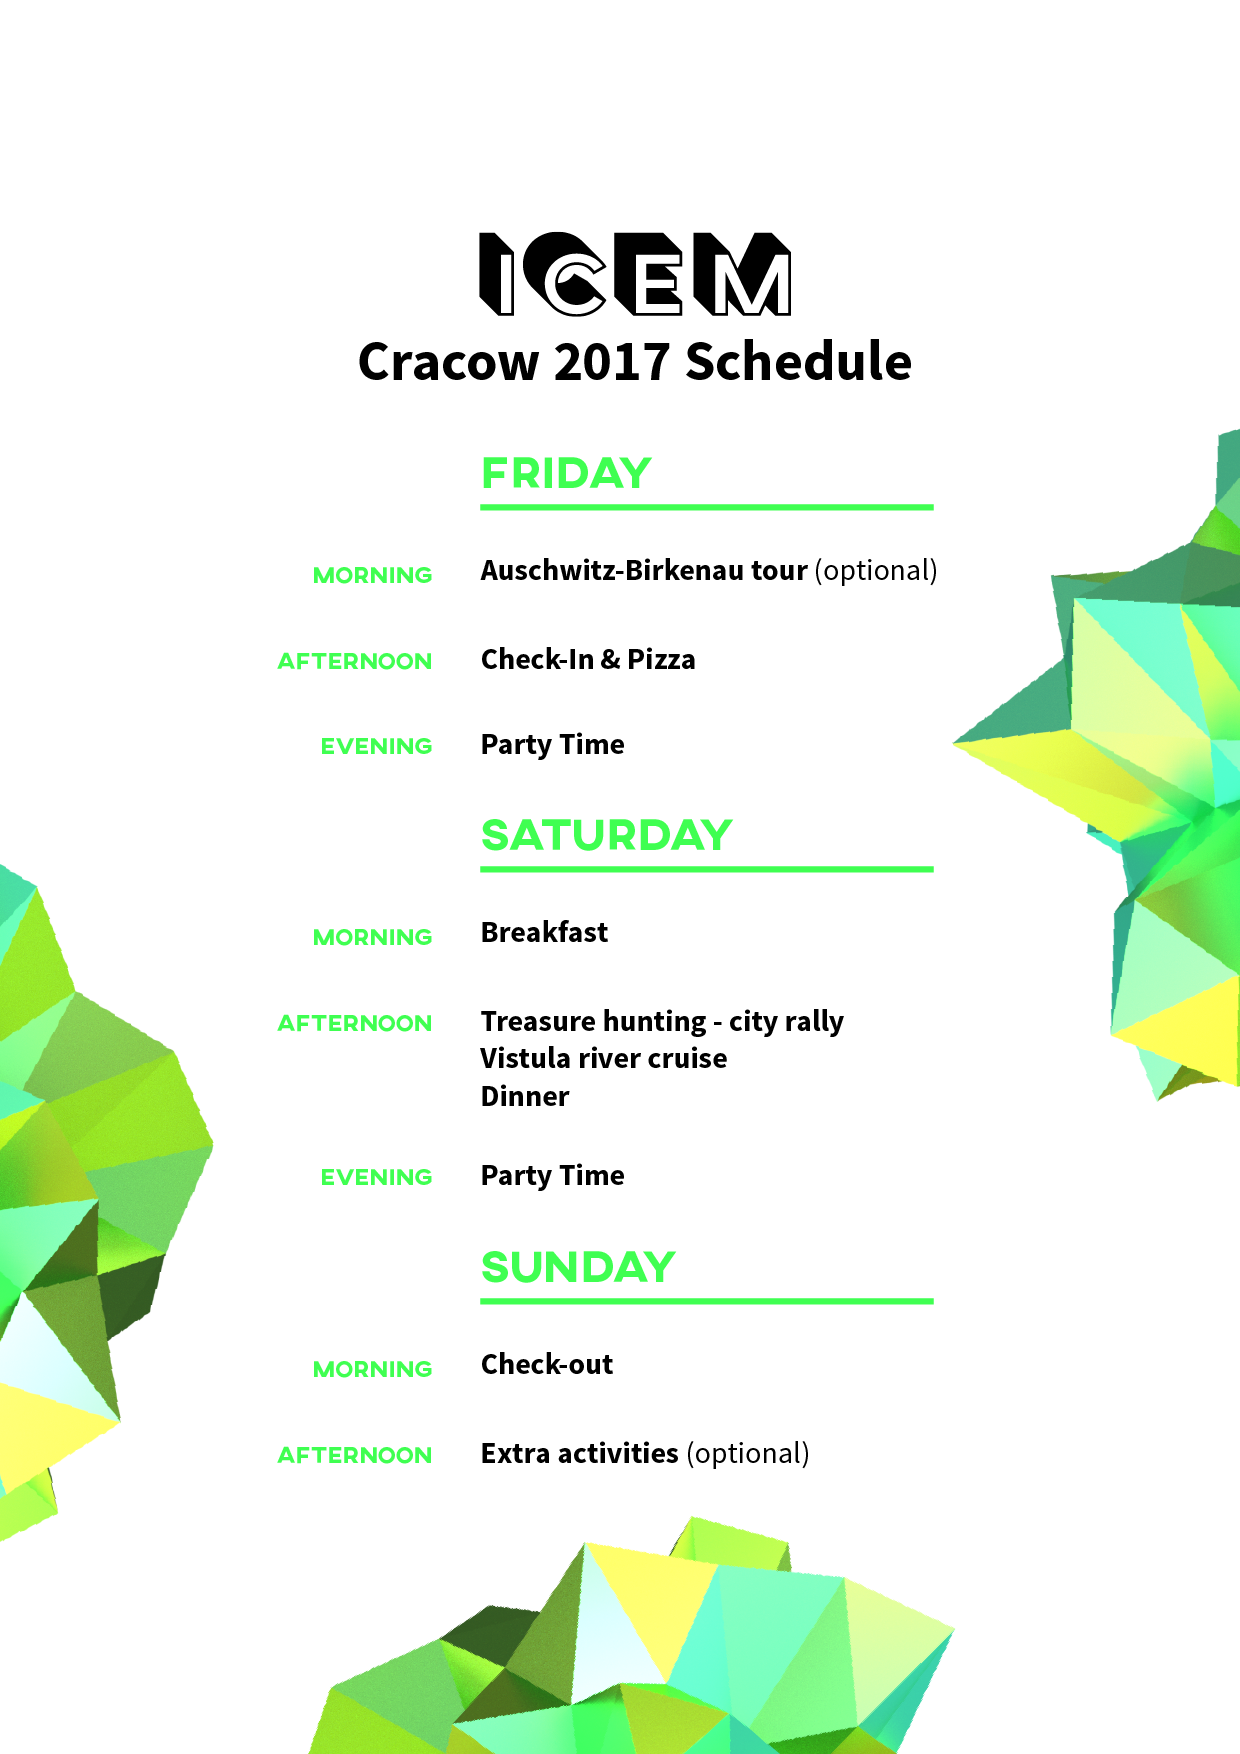 ICEM
Cracow 2017 Schedule
FRIDAY
MORNING Auschwitz-Birkenau tour (optional)
AFTERNOON Check-In & Pizza
EVENING Party Time
SATURDAY
MORNING Breakfast
AFTERNOON Treasure hunting - city rally
Vistula river cruise
Dinner
EVENING Party Time
SUNDAY
MORNING Check-out
AFTERNOON Extra activities (optional)